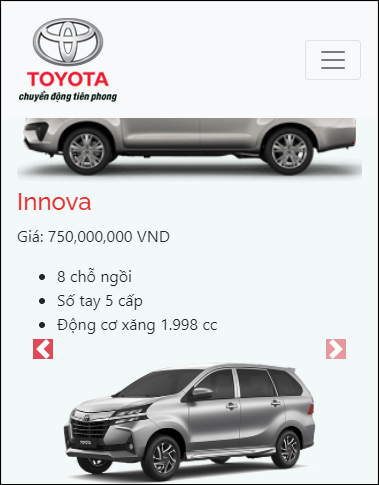 TOYOTA
chuyển động tiên phong
Innova
Giá: 750,000,000 VND
8 chỗ ngồi
Số tay 5 cấp
Động cơ xăng 1.998 cc